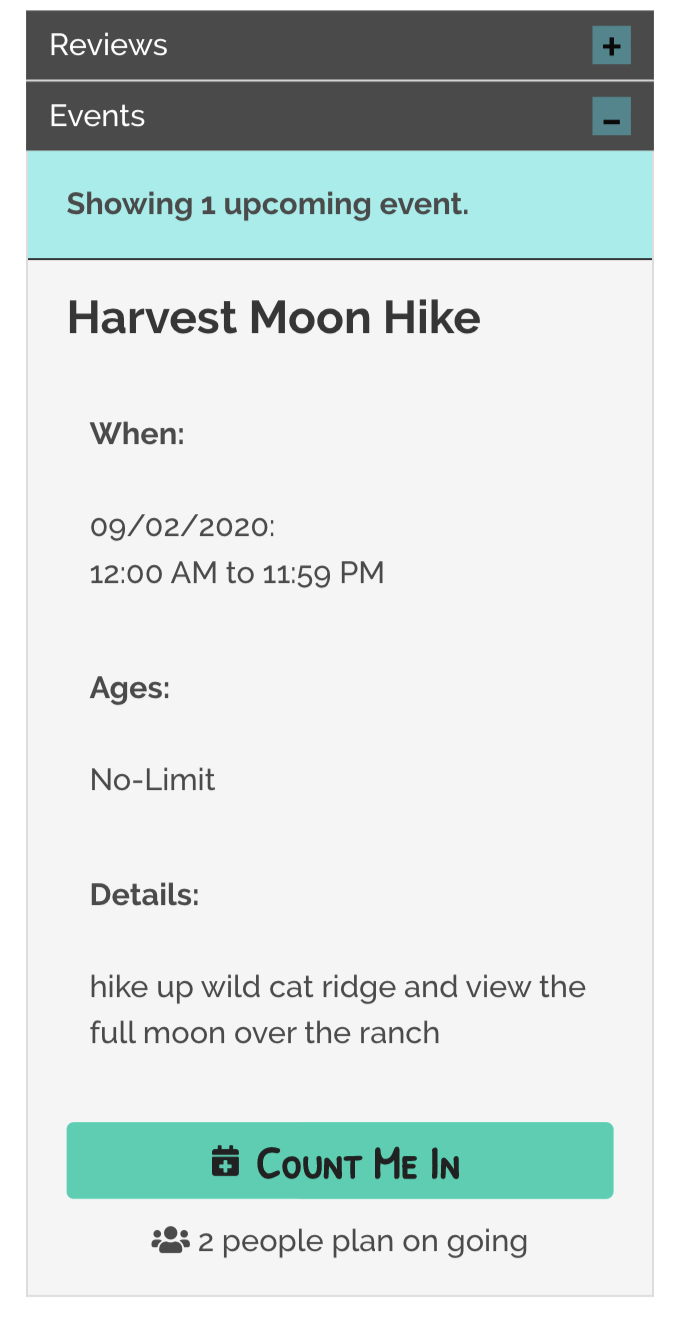 Reviews
Events
Showing 1 upcoming event.
Harvest Moon Hike
When:
09/02/2020:
12:00 AM to 11:59 PM
Ages:
No-Limit
Details:
hike up wild cat ridge and view the
full moon over the ranch
Count Me In
2 people plan on going